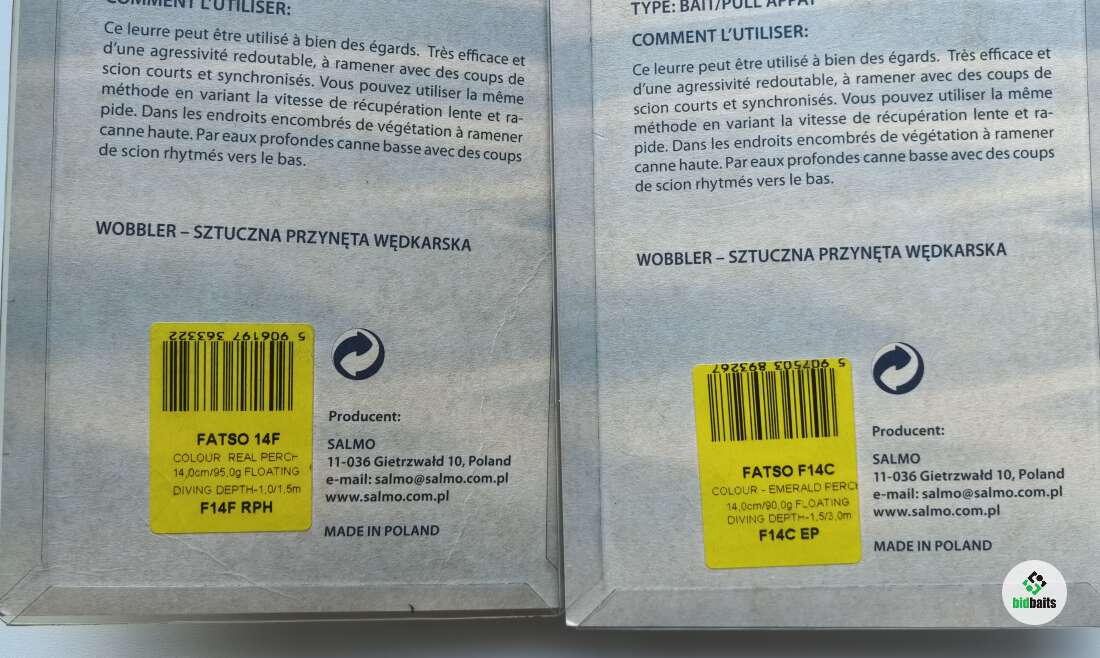 COMMENT L'UTILISER:
Ce leurre peut être utilisé à bien des égards. Très efficace et
d'une agressivité redoutable, à ramener avec des coups de
scion courts et synchronisés. Vous pouvez utiliser la même
méthode en variant la vitesse de récupération lente et ra-
pide. Dans les endroits encombrés de végétation à ramener
canne haute. Par eaux profondes canne basse avec des coups
de scion rhytmés vers le bas.
WOBBLER – SZTUCZNA PRZYNĘTA WĘDKARSKA
5 906197 363322
FATSO 14F
COLOUR REAL PERCH
14,0cm/95,0g FLOATING
DIVING DEPTH-1,0/1,5m
F14F RPH
Producent:
SALMO
11-036 Gietrzwałd 10, Poland
e-mail: salmo@salmo.com.pl
www.salmo.com.pl
MADE IN POLAND
TYPE: BAIT/PULL APPAT
COMMENT L'UTILISER:
Ce leurre peut être utilisé à bien des égards. Très efficace et
d'une agressivité redoutable, à ramener avec des coups de
scion courts et synchronisés. Vous pouvez utiliser la même
méthode en variant la vitesse de récupération lente et ra-
pide. Dans les endroits encombrés de végétation à ramener
canne haute. Par eaux profondes canne basse avec des coups
de scion rhytmés vers le bas.
WOBBLER – SZTUCZNA PRZYNĘTA WĘDKARSKA
5 907503 893267
FATSO F14C
COLOUR - EMERALD PERCH
14,0cm/90,0g FLOATING
DIVING DEPTH-1,5/3,0m
F14C EP
Producent:
SALMO
11-036 Gietrzwałd 10, Poland
e-mail: salmo@salmo.com.pl
www.salmo.com.pl
MADE IN POLAND
bidbaits